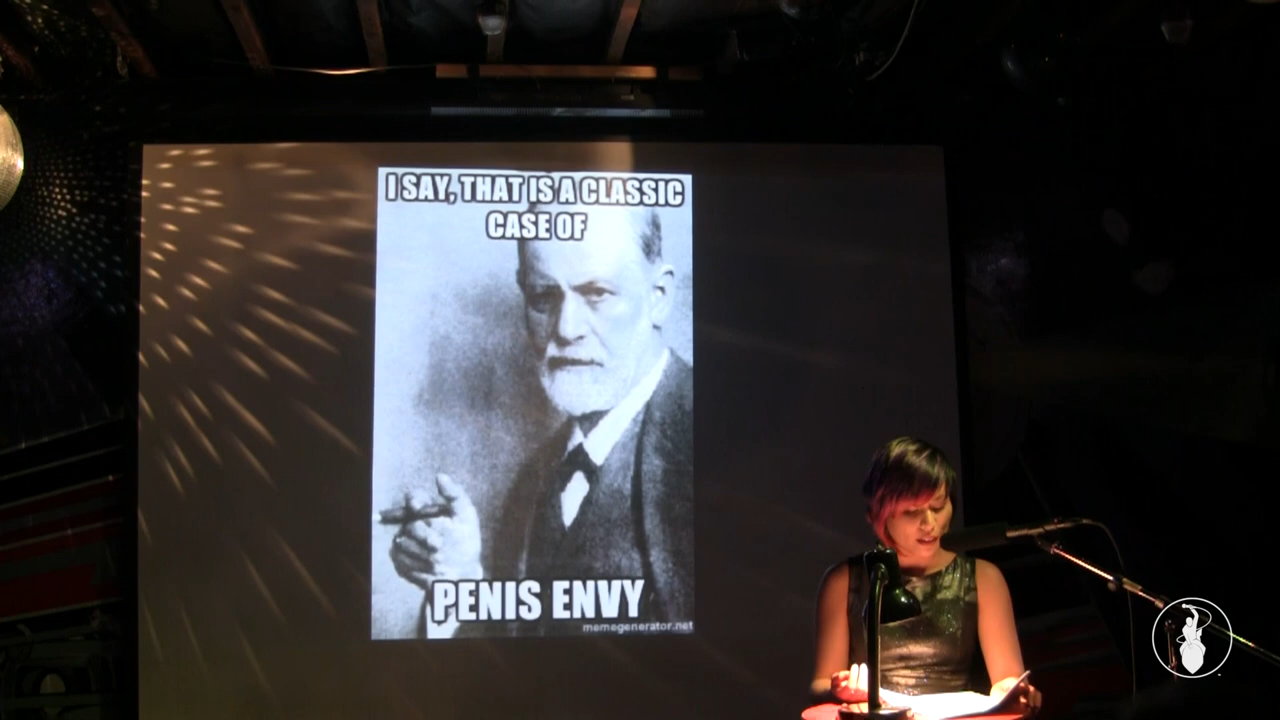 I SAY, THAT IS A CLASSIC
CASE OF
PENIS ENVY
memegenerator.net